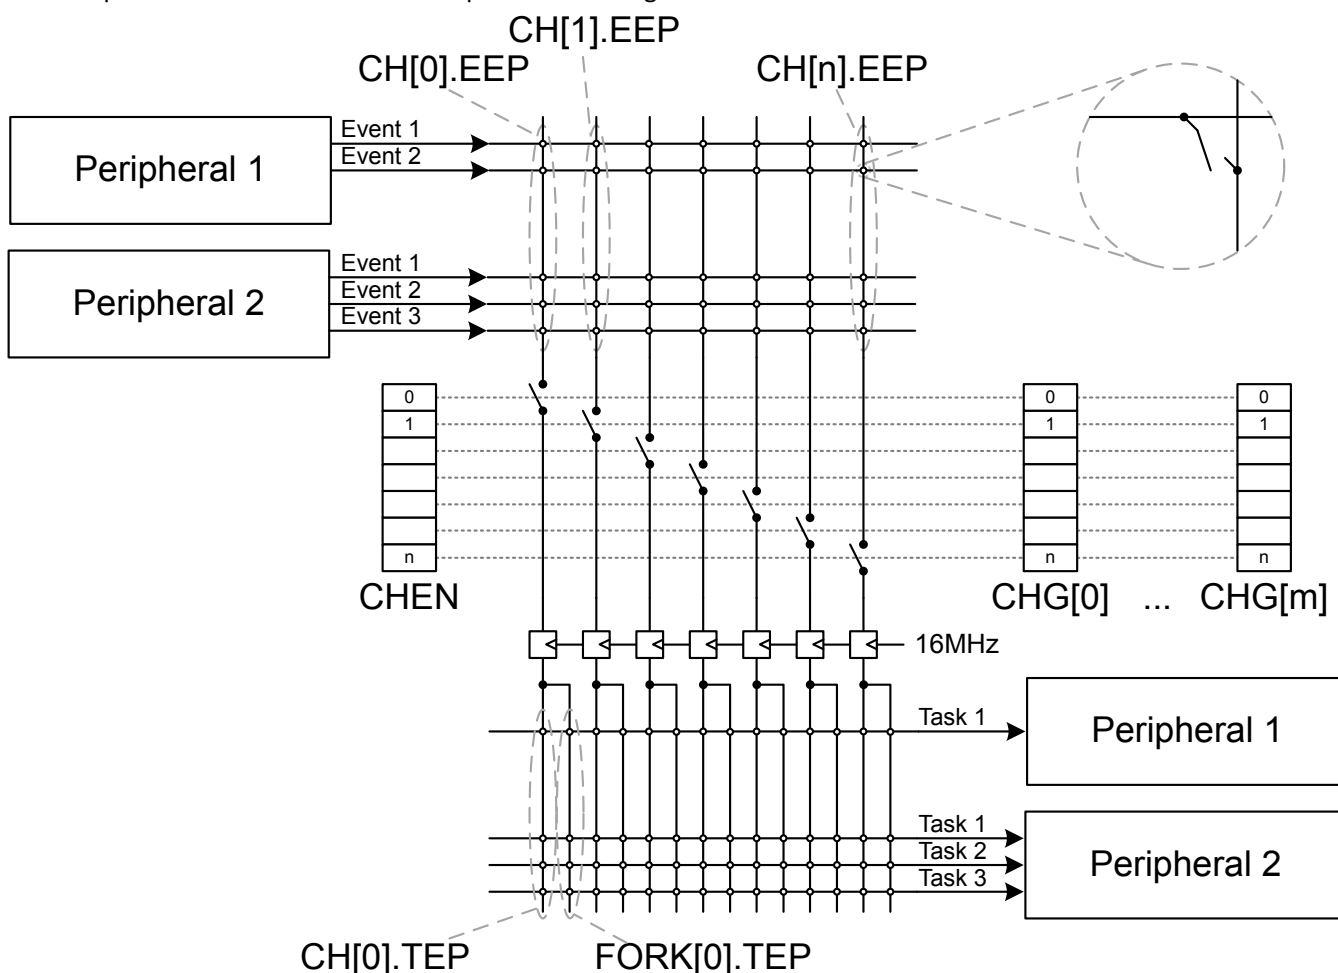 CH[1].EEP
CH[0].EEP
CH[n].EEP
Event 1
Event 2
Peripheral 1
Event 1
Event 2
Event 3
Peripheral 2
0 0 0
1 1 1
n n n
CHEN CHG[0] ... CHG[m]
16MHz
Task 1
Peripheral 1
Task 1
Task 2
Task 3
Peripheral 2
CH[0].TEP FORK[0].TEP